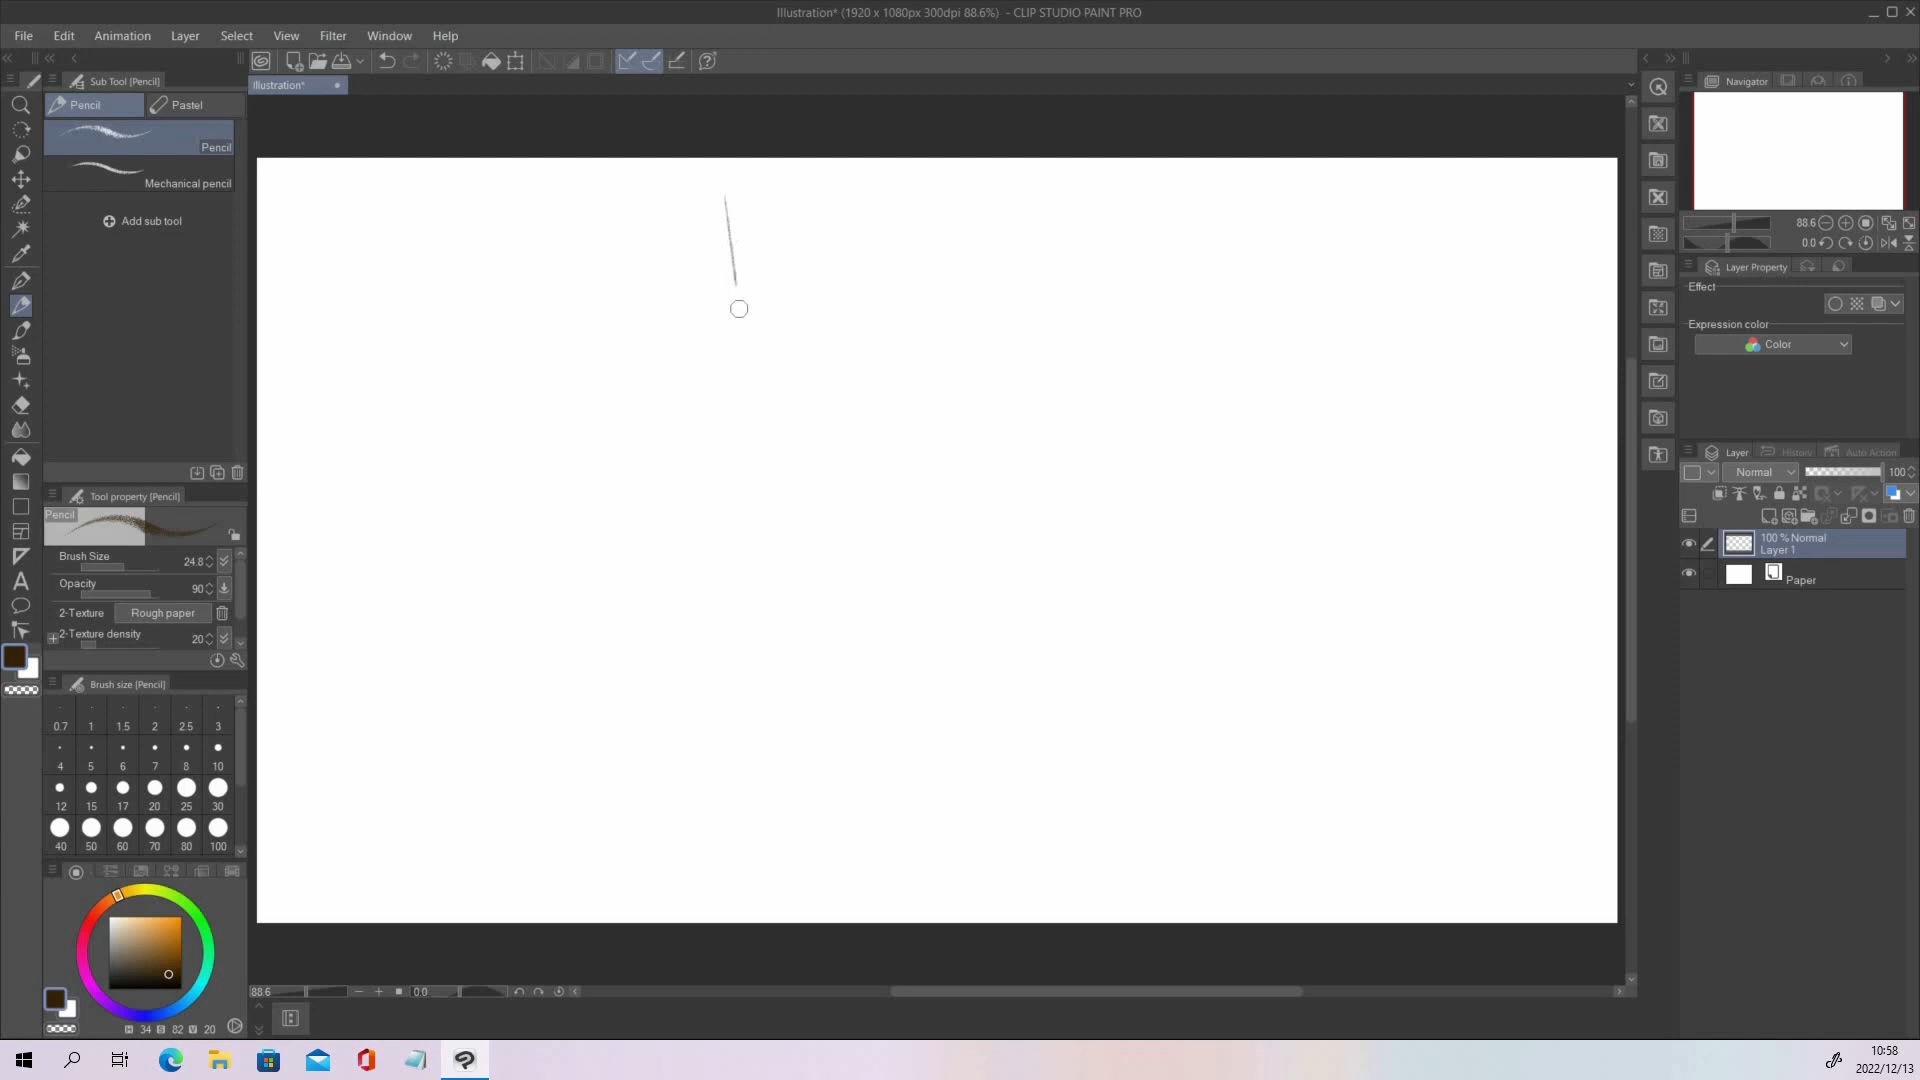 Illustration* (1920 x 1080px 300dpi 88.6%) - CLIP STUDIO PAINT PRO
File Edit Animation Layer Select View Filter Window Help
Sub Tool [Pencil]
Illustration*
Navigator
Pencil Pastel
Pencil
Mechanical pencil
Add sub tool
88.6
0.0
Layer Property
Effect
Expression color
Color
Layer History Auto Action
Normal 100
100 % Normal
Layer 1
Paper
Tool property [Pencil]
Pencil
Brush Size 24.8
Opacity 90
2-Texture Rough paper
2-Texture density 20
Brush size [Pencil]
0.7 1 1.5 2 2.5 3
4 5 6 7 8 10
12 15 17 20 25 30
40 50 60 70 80 100
88.6 0.0
H 34 S 82 V 20
10:58
2022/12/13